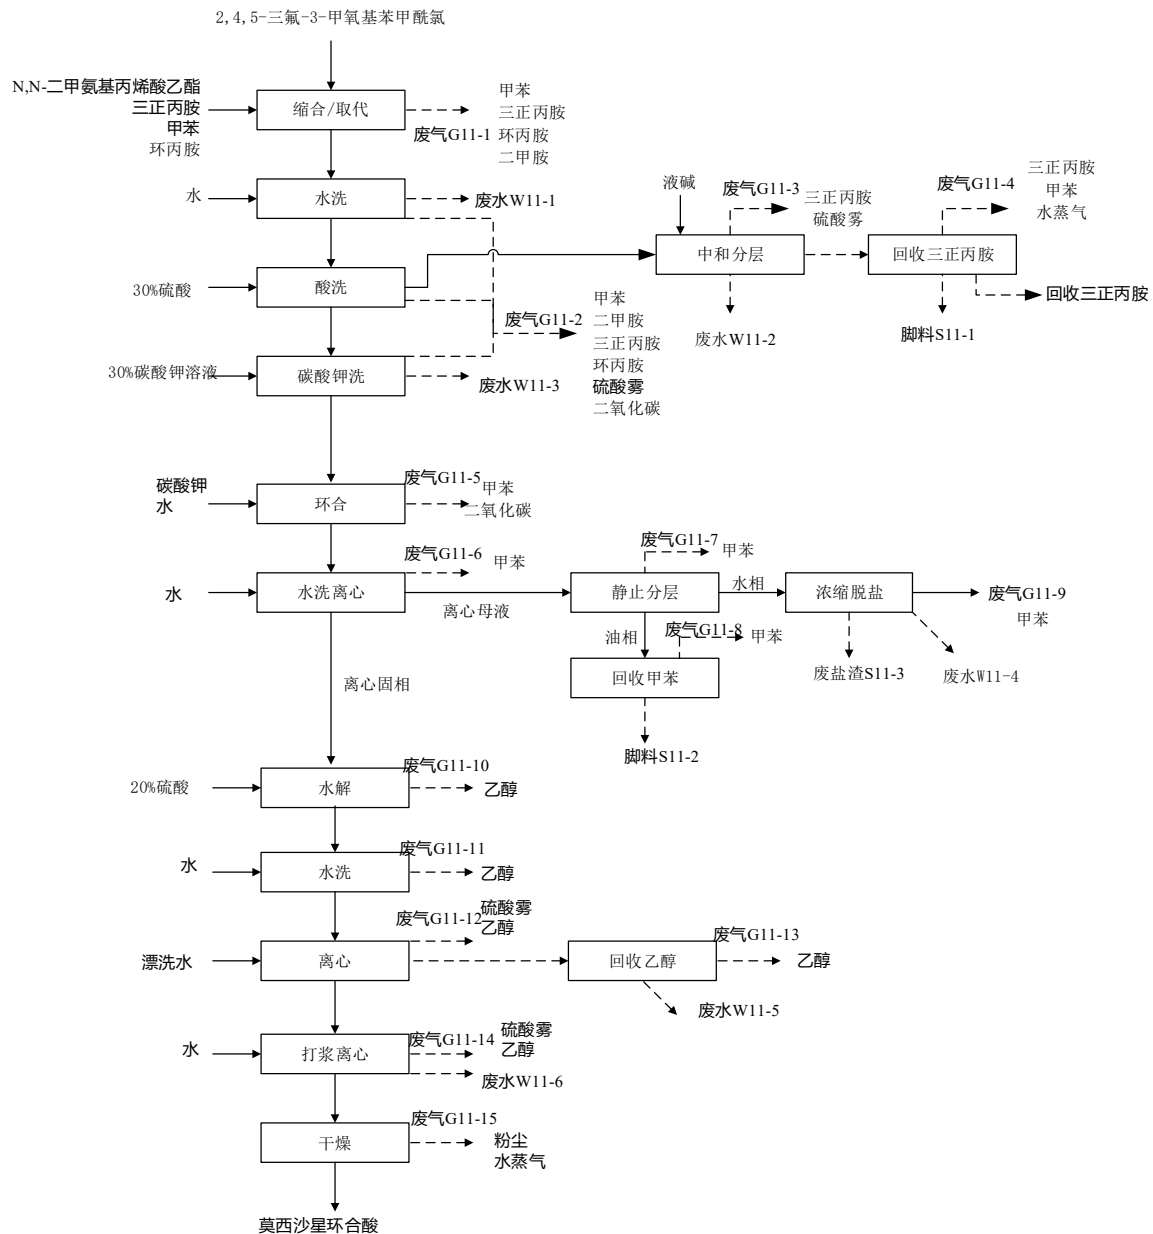 2,4,5-三氟-3-甲氧基苯甲酰氯
N,N-二甲氨基丙烯酸乙酯
三正丙胺
甲苯
环丙胺
缩合/取代
废气G11-1
甲苯
三正丙胺
环丙胺
二甲胺
水
水洗
废水W11-1
液碱
废气G11-3
三正丙胺
硫酸雾
废气G11-4
三正丙胺
甲苯
水蒸气
中和分层
回收三正丙胺
30%硫酸
酸洗
回收三正丙胺
废气G11-2
甲苯
二甲胺
三正丙胺
环丙胺
硫酸雾
二氧化碳
废水W11-2
脚料S11-1
30%碳酸钾溶液
碳酸钾洗
废水W11-3
碳酸钾
水
环合
废气G11-5
甲苯
二氧化碳
水
水洗离心
废气G11-6
甲苯
离心母液
废气G11-7
甲苯
静止分层
水相
浓缩脱盐
废气G11-9
甲苯
油相
废气G11-8
甲苯
回收甲苯
废盐渣S11-3
废水W11-4
离心固相
脚料S11-2
20%硫酸
水解
废气G11-10
乙醇
水
水洗
废气G11-11
乙醇
漂洗水
离心
废气G11-12
硫酸雾
乙醇
回收乙醇
废气G11-13
乙醇
废水W11-5
水
打浆离心
废气G11-14
硫酸雾
乙醇
废水W11-6
干燥
废气G11-15
粉尘
水蒸气
莫西沙星环合酸